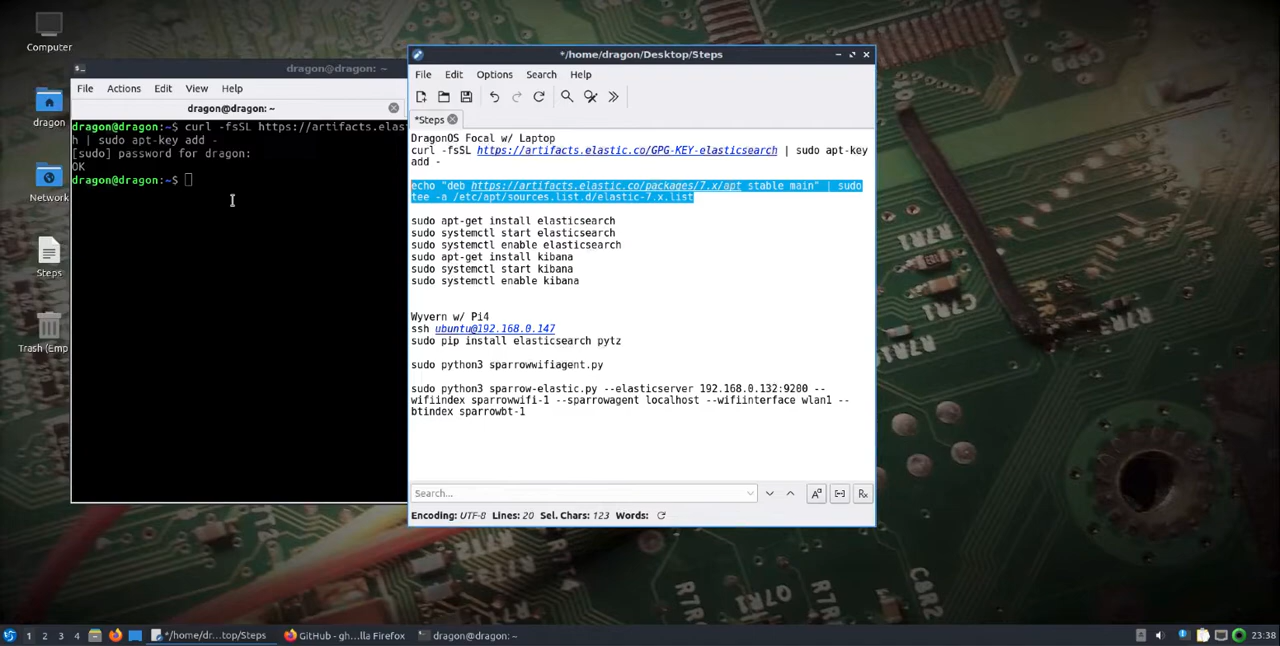 Computer
dragon
Network
Steps
Trash (Emp
dragon@dragon: ~
File Actions Edit View Help
dragon@dragon: ~
dragon@dragon:~$ curl -fsSL https://artifacts.elas
h | sudo apt-key add -
[sudo] password for dragon:
OK
dragon@dragon:~$
*/home/dragon/Desktop/Steps
File Edit Options Search Help
*Steps
DragonOS Focal w/ Laptop
curl -fsSL https://artifacts.elastic.co/GPG-KEY-elasticsearch | sudo apt-key
add -
echo "deb https://artifacts.elastic.co/packages/7.x/apt stable main" | sudo
tee -a /etc/apt/sources.list.d/elastic-7.x.list
sudo apt-get install elasticsearch
sudo systemctl start elasticsearch
sudo systemctl enable elasticsearch
sudo apt-get install kibana
sudo systemctl start kibana
sudo systemctl enable kibana
Wyvern w/ Pi4
ssh ubuntu@192.168.0.147
sudo pip install elasticsearch pytz
sudo python3 sparrowwifiagent.py
sudo python3 sparrow-elastic.py --elasticserver 192.168.0.132:9200 --
wifiindex sparrowwifi-1 --sparrowagent localhost --wifiinterface wlan1 --
btindex sparrowbt-1
Search...
Encoding: UTF-8 Lines: 20 Sel. Chars: 123 Words:
1 2 3 4 */home/dr...top/Steps GitHub - gh...lla Firefox dragon@dragon: ~ 23:38